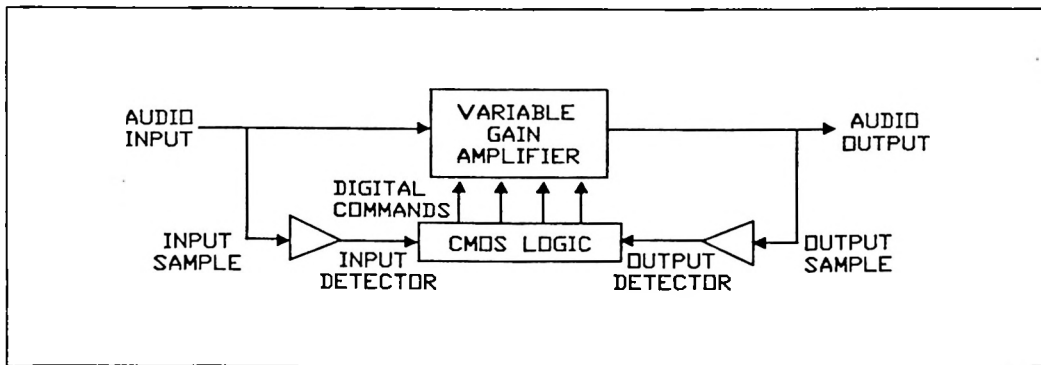 AUDIO
INPUT
VARIABLE
GAIN
AMPLIFIER
AUDIO
OUTPUT
DIGITAL
COMMANDS
INPUT
SAMPLE
INPUT
DETECTOR
CMOS LOGIC
OUTPUT
DETECTOR
OUTPUT
SAMPLE